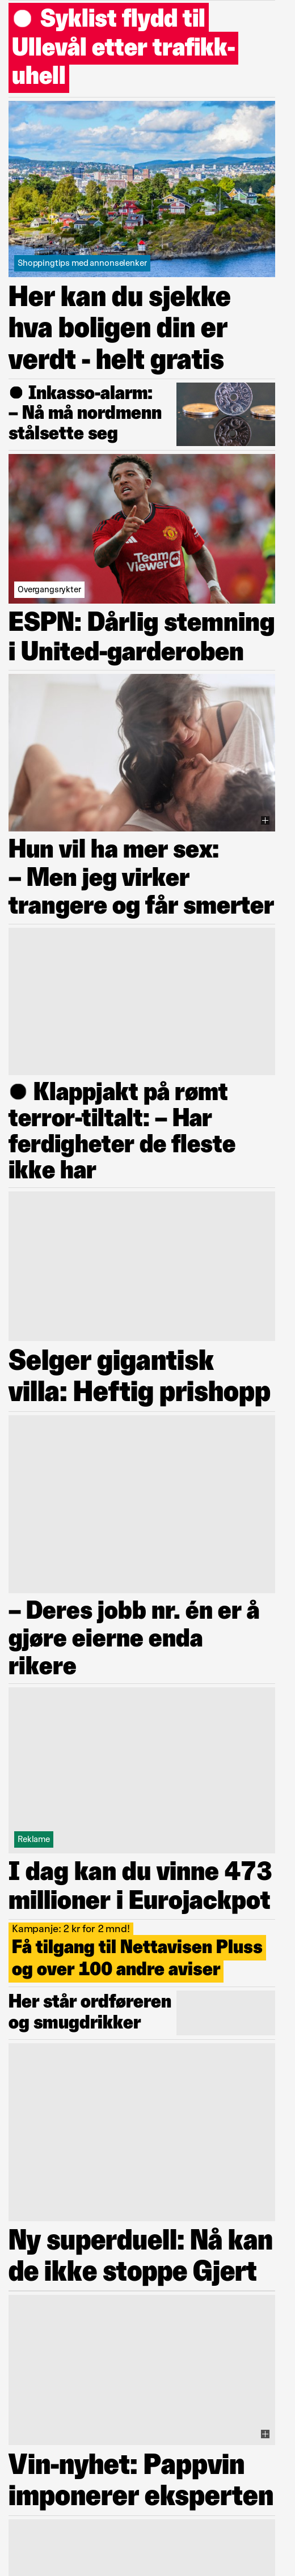 ● Syklist flydd til
Ullevål etter trafikk-
uhell
Shoppingtips med annonselenker
Her kan du sjekke
hva boligen din er
verdt - helt gratis
● Inkasso-alarm:
– Nå må nordmenn
stålsette seg
TeamViewer
Overgangsrykter
ESPN: Dårlig stemning
i United-garderoben
Hun vil ha mer sex:
– Men jeg virker
trangere og får smerter
● Klappjakt på rømt
terror-tiltalt: – Har
ferdigheter de fleste
ikke har
Selger gigantisk
villa: Heftig prishopp
– Deres jobb nr. én er å
gjøre eierne enda
rikere
Reklame
I dag kan du vinne 473
millioner i Eurojackpot
Kampanje: 2 kr for 2 mnd!
Få tilgang til Nettavisen Pluss
og over 100 andre aviser
Her står ordføreren
og smugdrikker
Ny superduell: Nå kan
de ikke stoppe Gjert
Vin-nyhet: Pappvin
imponerer eksperten